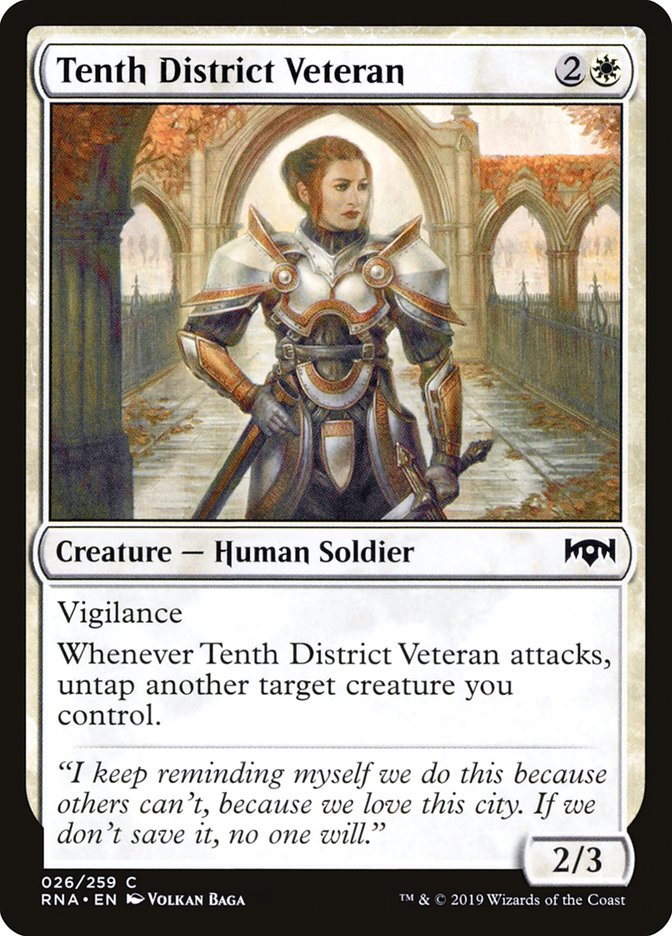 Tenth District Veteran 2
Creature — Human Soldier
Vigilance
Whenever Tenth District Veteran attacks,
untap another target creature you
control.
“I keep reminding myself we do this because
others can’t, because we love this city. If we
don’t save it, no one will.”
2/3
026/259 C
RNA • EN Volkan Baga
™ & © 2019 Wizards of the Coast